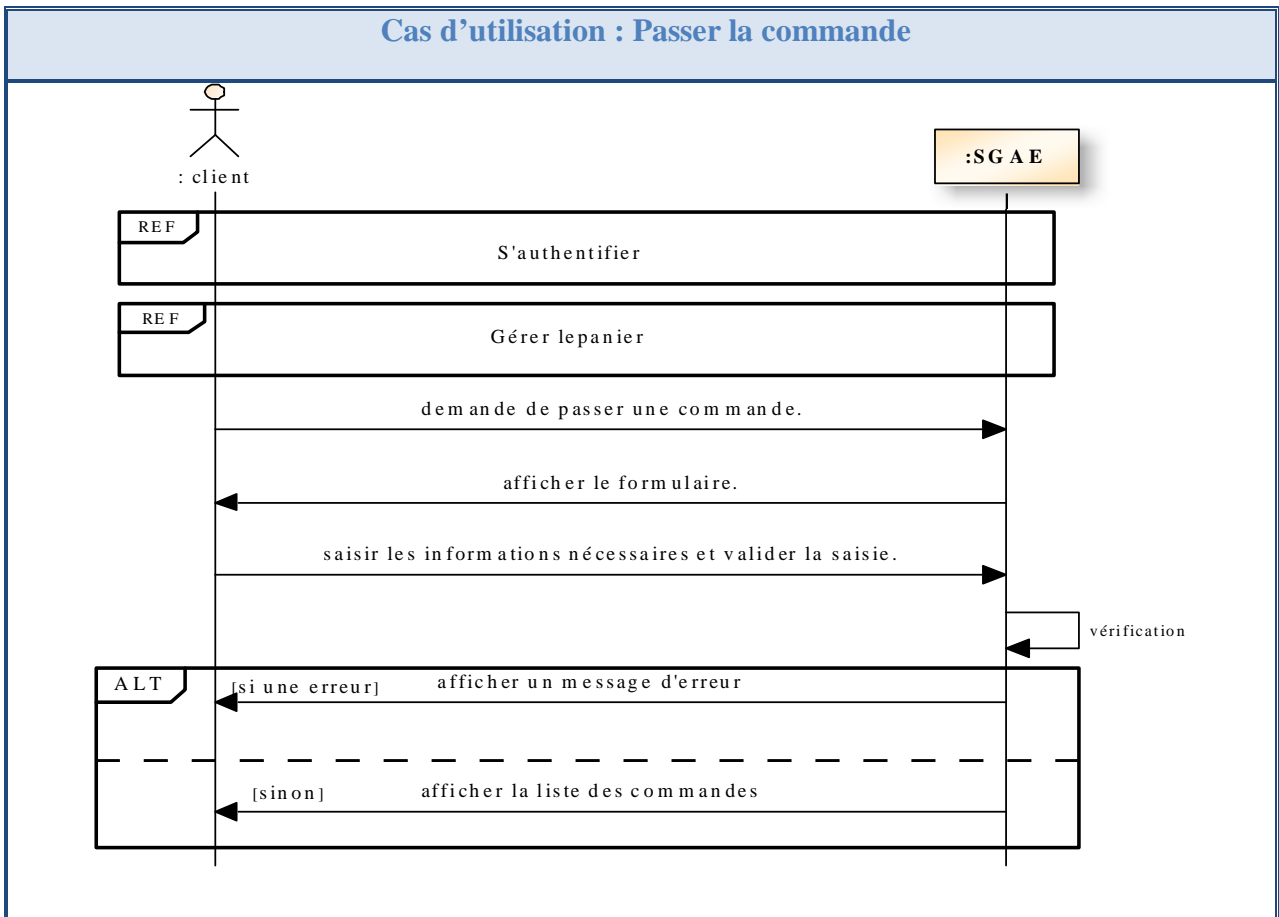 Cas d’utilisation : Passer la commande
: client
:SGAE
REF
S'authentifier
REF
Gérer lepanier
demande de passer une commande.
afficher le formulaire.
saisir les informations nécessaires et valider la saisie.
vérification
ALT
[si une erreur]
afficher un message d'erreur
[sinon]
afficher la liste des commandes